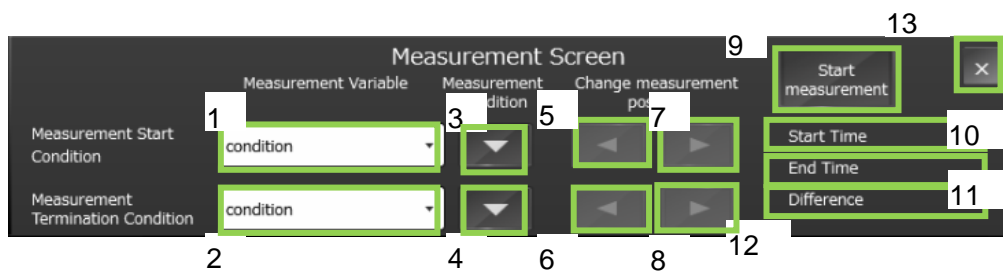 13
Measurement Screen
9
Start
measurement
×
Measurement Variable
Measurement
dition
Change measurement
pos
1
3
5
7
Measurement Start
Condition
condition
Start Time
10
End Time
Measurement
Termination Condition
condition
Difference
11
2
4
6
8
12